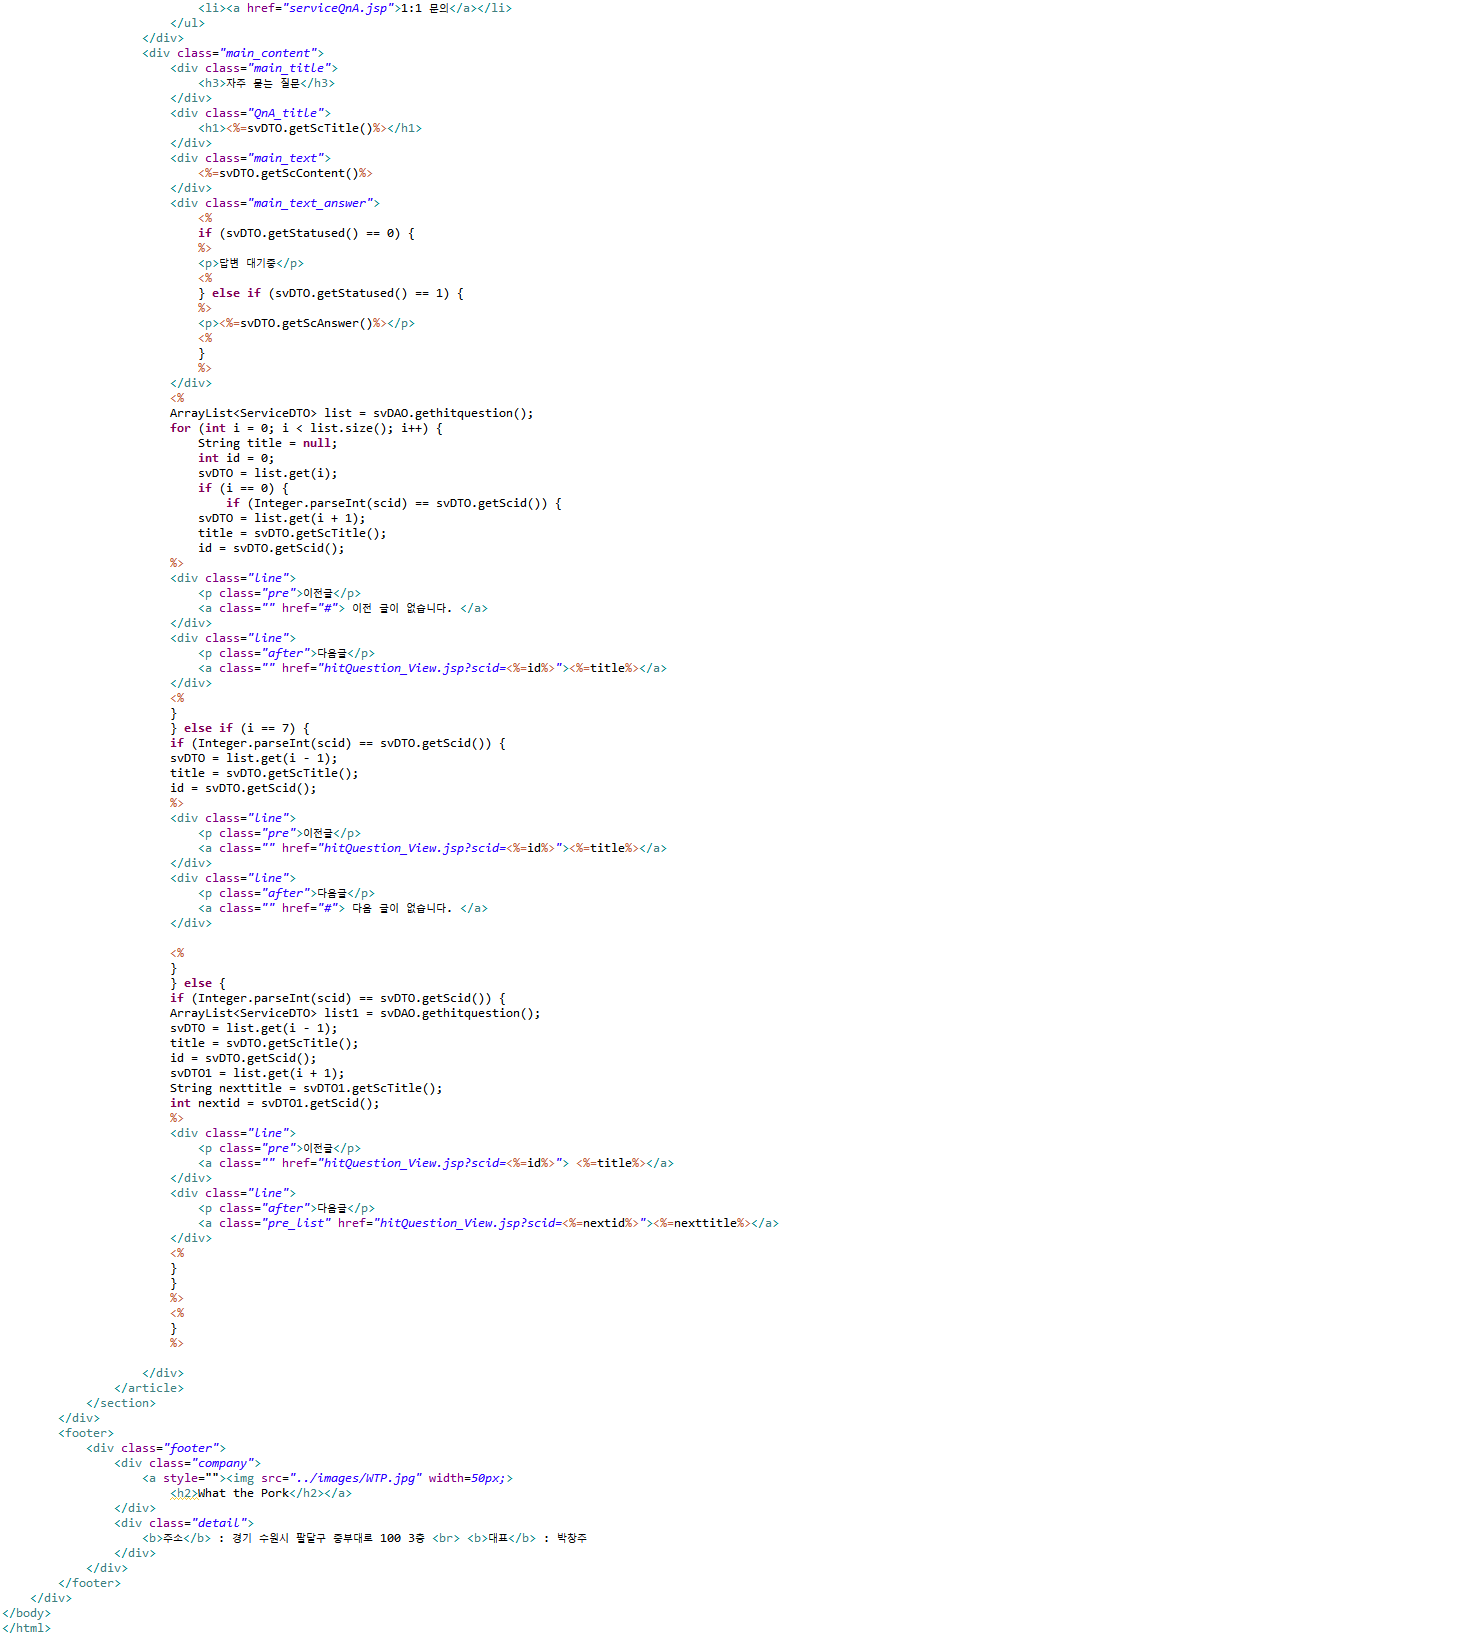 <li><a href="serviceQnA.jsp">1:1 문의</a></li>
</ul>
</div>
<div class="main_content">
<div class="main_title">
<h3>자주 묻는 질문</h3>
</div>
<div class="QnA_title">
<h1><%=svDTO.getScTitle()%></h1>
</div>
<div class="main_text">
<%=svDTO.getScContent()%>
</div>
<div class="main_text_answer">
<%
if (svDTO.getStatused() == 0) {
%>
<p>답변 대기중</p>
<%
} else if (svDTO.getStatused() == 1) {
%>
<p><%=svDTO.getScAnswer()%></p>
<%
}
%>
</div>
<%
ArrayList<ServiceDTO> list = svDAO.gethitquestion();
for (int i = 0; i < list.size(); i++) {
String title = null;
int id = 0;
svDTO = list.get(i);
if (i == 0) {
if (Integer.parseInt(scid) == svDTO.getScid()) {
svDTO = list.get(i + 1);
title = svDTO.getScTitle();
id = svDTO.getScid();
%>
<div class="line">
<p class="pre">이전글</p>
<a class="" href="#"> 이전 글이 없습니다. </a>
</div>
<div class="line">
<p class="after">다음글</p>
<a class="" href="hitQuestion_View.jsp?scid=<%=id%>"><%=title%></a>
</div>
<%
}
} else if (i == 7) {
if (Integer.parseInt(scid) == svDTO.getScid()) {
svDTO = list.get(i - 1);
title = svDTO.getScTitle();
id = svDTO.getScid();
%>
<div class="line">
<p class="pre">이전글</p>
<a class="" href="hitQuestion_View.jsp?scid=<%=id%>"><%=title%></a>
</div>
<div class="line">
<p class="after">다음글</p>
<a class="" href="#"> 다음 글이 없습니다. </a>
</div>
<%
}
} else {
if (Integer.parseInt(scid) == svDTO.getScid()) {
ArrayList<ServiceDTO> list1 = svDAO.gethitquestion();
svDTO = list.get(i - 1);
title = svDTO.getScTitle();
id = svDTO.getScid();
svDTO1 = list.get(i + 1);
String nexttitle = svDTO1.getScTitle();
int nextid = svDTO1.getScid();
%>
<div class="line">
<p class="pre">이전글</p>
<a class="" href="hitQuestion_View.jsp?scid=<%=id%>"> <%=title%></a>
</div>
<div class="line">
<p class="after">다음글</p>
<a class="pre_list" href="hitQuestion_View.jsp?scid=<%=nextid%>"><%=nexttitle%></a>
</div>
<%
}
}
%>
<%
}
%>
</div>
</article>
</section>
</div>
<footer>
<div class="footer">
<div class="company">
<a style=""><img src="../images/WTP.jpg" width=50px;>
<h2>What the Pork</h2></a>
</div>
<div class="detail">
<b>주소</b> : 경기 수원시 팔달구 중부대로 100 3층 <br> <b>대표</b> : 박창주
</div>
</div>
</footer>
</div>
</body>
</html>